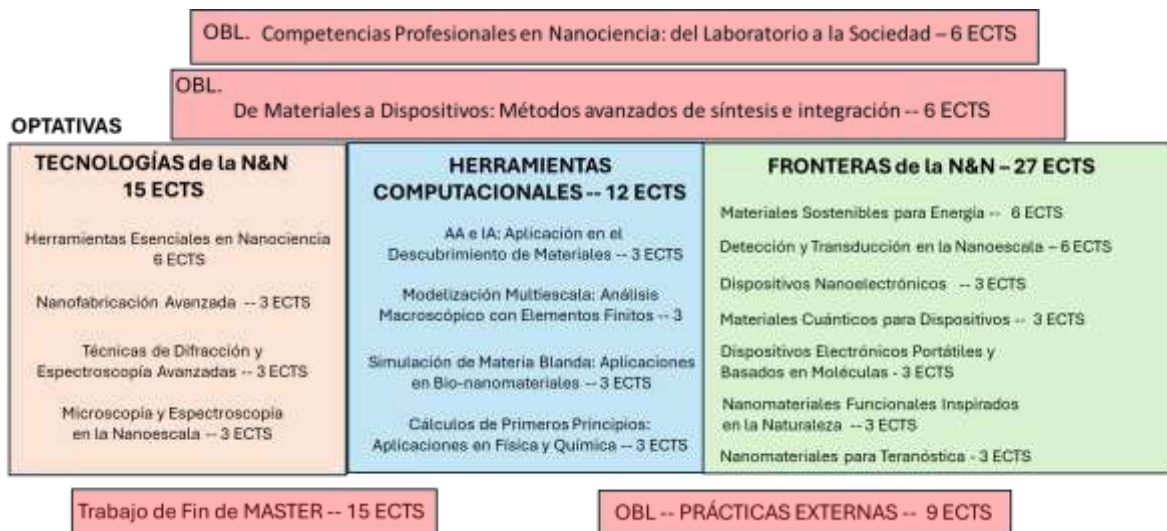 OBL. Competencias Profesionales en Nanociencia: del Laboratorio a la Sociedad – 6 ECTS
OBL.
De Materiales a Dispositivos: Métodos avanzados de síntesis e integración -- 6 ECTS
OPTATIVAS
TECNOLOGÍAS de la N&N
15 ECTS
Herramientas Esenciales en Nanociencia
6 ECTS
Nanofabricación Avanzada -- 3 ECTS
Técnicas de Difracción y
Espectroscopía Avanzadas -- 3 ECTS
Microscopía y Espectroscopía
en la Nanoescala -- 3 ECTS
HERRAMIENTAS
COMPUTACIONALES -- 12 ECTS
AA e IA: Aplicación en el
Descubrimiento de Materiales -- 3 ECTS
Modelización Multiescala: Análisis
Macroscópico con Elementos Finitos -- 3
Simulación de Materia Blanda: Aplicaciones
en Bio-nanomateriales -- 3 ECTS
Cálculos de Primeros Principios:
Aplicaciones en Física y Química -- 3 ECTS
FRONTERAS de la N&N – 27 ECTS
Materiales Sostenibles para Energía -- 6 ECTS
Detección y Transducción en la Nanoescala – 6 ECTS
Dispositivos Nanoelectrónicos -- 3 ECTS
Materiales Cuánticos para Dispositivos -- 3 ECTS
Dispositivos Electrónicos Portátiles y
Basados en Moléculas - 3 ECTS
Nanomateriales Funcionales Inspirados
en la Naturaleza -- 3 ECTS
Nanomateriales para Teranóstica - 3 ECTS
Trabajo de Fin de MASTER -- 15 ECTS
OBL -- PRÁCTICAS EXTERNAS -- 9 ECTS